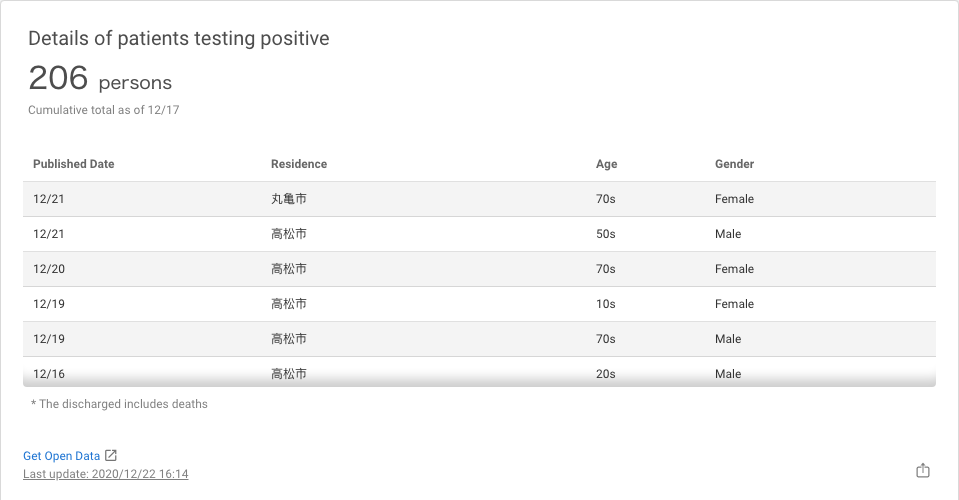 Details of patients testing positive
206 persons
Cumulative total as of 12/17
Published Date Residence Age Gender
12/21 丸亀市 70s Female
12/21 高松市 50s Male
12/20 高松市 70s Female
12/19 高松市 10s Female
12/19 高松市 70s Male
12/16 高松市 20s Male
* The discharged includes deaths
Get Open Data
Last update: 2020/12/22 16:14